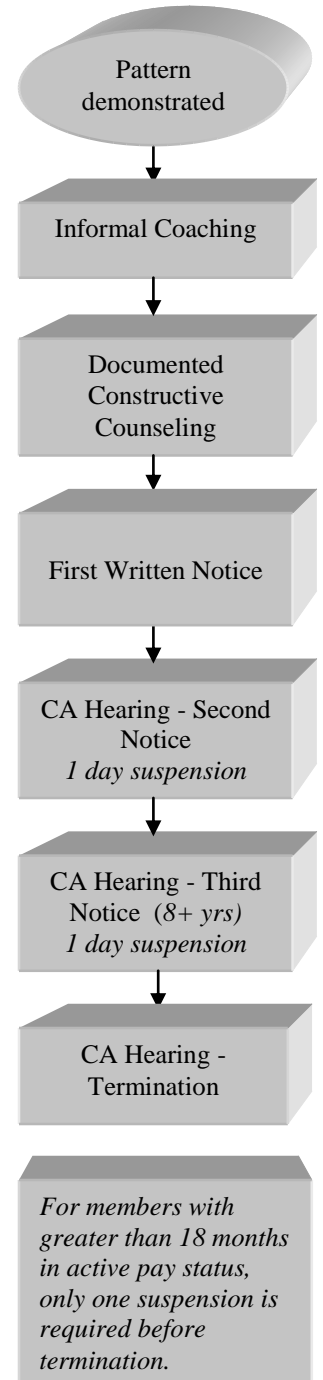 Pattern
demonstrated
Informal Coaching
Documented
Constructive
Counseling
First Written Notice
CA Hearing - Second
Notice
1 day suspension
CA Hearing - Third
Notice (8+ yrs)
1 day suspension
CA Hearing -
Termination
For members with
greater than 18 months
in active pay status,
only one suspension is
required before
termination.